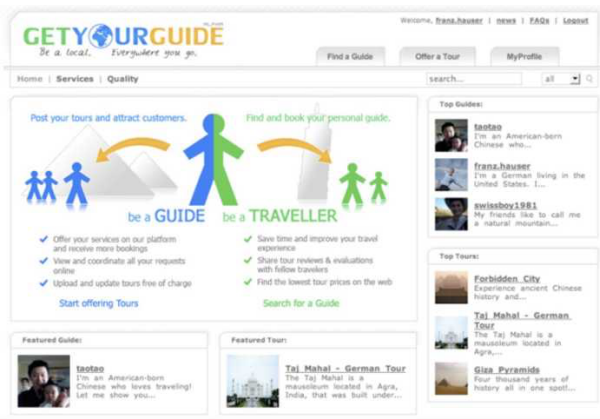 GETYOURGUIDE
Be a local. Everywhere you go.
Welcome, franz.hauser | news | FAQs | Logout
Find a Guide
Offer a Tour
MyProfile
Home | Services | Quality
search...
all
Post your tours and attract customers.
Find and book your personal guide.
be a GUIDE
be a TRAVELLER
Offer your services on our platform
and receive more bookings
View and coordinate all your requests
online
Upload and update tours free of charge
Start offering Tours
Save time and improve your travel
experience
Share tour reviews & evaluations
with fellow travelers
Find the lowest tour prices on the web
Search for a Guide
Top Guides:
taotao
I'm an American-born
Chinese who...
franz.hauser
I'm a German living in the
United States. I...
swissboy1981
My friends like to call me
a natural mountain...
Top Tours:
Forbidden City
Experience ancient Chinese
history and...
Taj Mahal - German
Tour
The Taj Mahal is a
mausoleum located in
Agra,...
Giza Pyramids
Four thousand years of
history all in one spot!...
Featured Guide:
taotao
I'm an American-born
Chinese who loves traveling!
Let me show you...
Featured Tour:
Taj Mahal - German Tour
The Taj Mahal is a
mausoleum located in Agra,
India, that was built under...